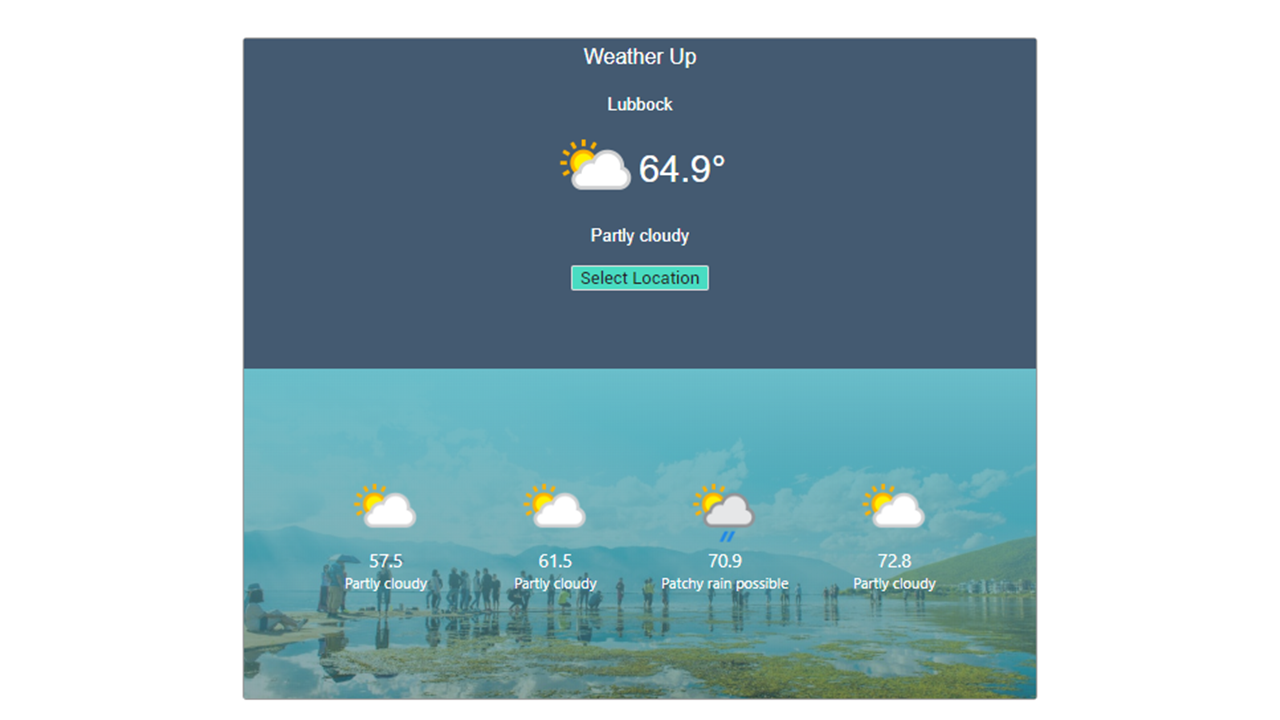 Weather Up
Lubbock
64.9°
Partly cloudy
Select Location
57.5 61.5 70.9 72.8
Partly cloudy Partly cloudy Patchy rain possible Partly cloudy